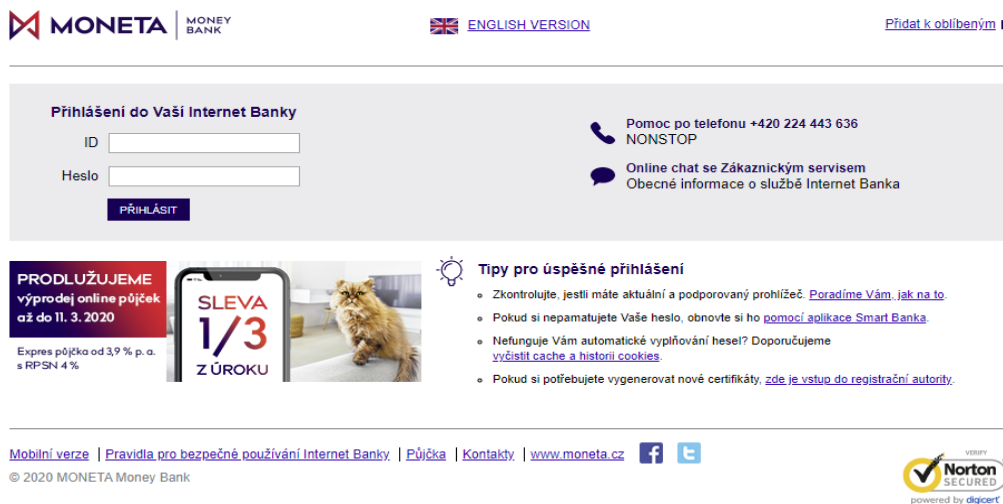 MONETA MONEY BANK
ENGLISH VERSION
Přidat k oblíbeným
Přihlášení do Vaší Internet Banky
ID
Heslo
PŘIHLÁSIT
Pomoc po telefonu +420 224 443 636
NONSTOP
Online chat se Zákaznickým servisem
Obecné informace o službě Internet Banka
PRODLUŽUJEME
výprodej online půjček
až do 11. 3. 2020
Expres půjčka od 3,9 % p. a.
s RPSN 4 %
SLEVA
1/3
Z ÚROKU
Tipy pro úspěšné přihlášení
Zkontrolujte, jestli máte aktuální a podporovaný prohlížeč. Poradíme Vám, jak na to.
Pokud si nepamatujete Vaše heslo, obnovte si ho pomocí aplikace Smart Banka.
Nefunguje Vám automatické vyplňování hesel? Doporučujeme
vyčistit cache a historii cookies.
Pokud si potřebujete vygenerovat nové certifikáty, zde je vstup do registrační autority.
Mobilní verze | Pravidla pro bezpečné používání Internet Banky | Půjčka | Kontakty | www.moneta.cz
© 2020 MONETA Money Bank
VERIFY
Norton
SECURED
powered by digicert